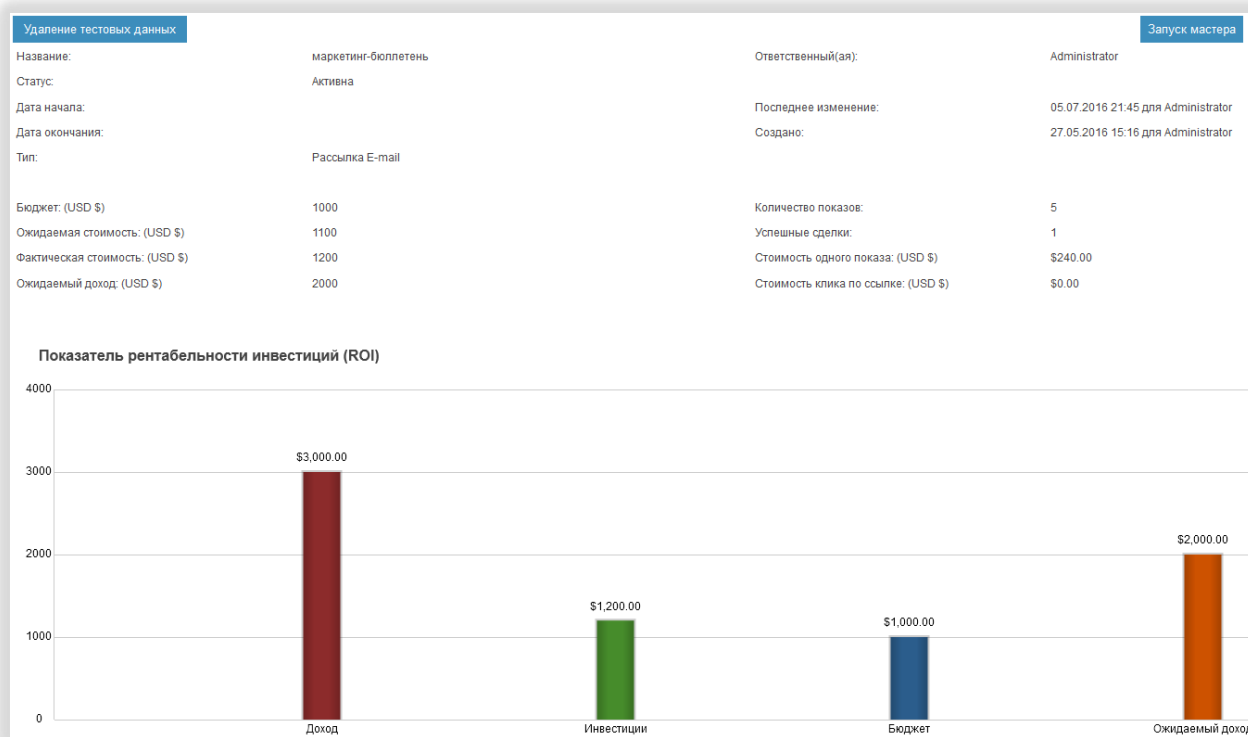 Удаление тестовых данных Запуск мастера
Название: маркетинг-бюллетень Ответственный(ая): Administrator
Статус: Активна
Дата начала: Последнее изменение: 05.07.2016 21:45 для Administrator
Дата окончания: Создано: 27.05.2016 15:16 для Administrator
Тип: Рассылка E-mail
Бюджет: (USD $) 1000 Количество показов: 5
Ожидаемая стоимость: (USD $) 1100 Успешные сделки: 1
Фактическая стоимость: (USD $) 1200 Стоимость одного показа: (USD $) $240.00
Ожидаемый доход: (USD $) 2000 Стоимость клика по ссылке: (USD $) $0.00
Показатель рентабельности инвестиций (ROI)
4000
$3,000.00
3000
$2,000.00
2000
$1,200.00
$1,000.00
1000
0
Доход Инвестиции Бюджет Ожидаемый доход